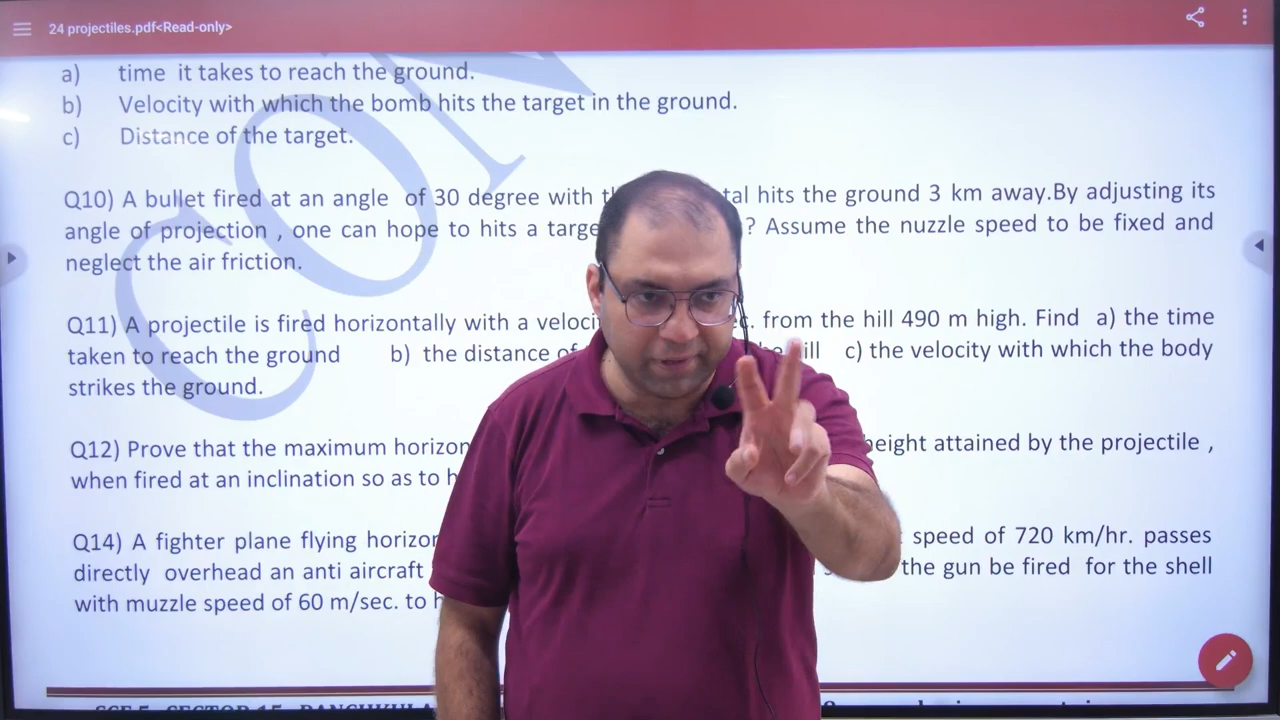 24 projectiles.pdf<Read-only>
a) time it takes to reach the ground.
b) Velocity with which the bomb hits the target in the ground.
c) Distance of the target.
CON
Q10) A bullet fired at an angle of 30 degree with hits the ground 3 km away.By adjusting its
angle of projection , one can hope to hits a ? Assume the nuzzle speed to be fixed and
neglect the air friction.
Q11) A projectile is fired horizontally with a from the hill 490 m high. Find a) the time
taken to reach the ground b) the distance c) the velocity with which the body
strikes the ground.
Q12) Prove that the maximum height attained by the projectile ,
when fired at an inclination so as to
Q14) A fighter plane flying speed of 720 km/hr. passes
directly overhead an anti aircraft the gun be fired for the shell
with muzzle speed of 60 m/sec. to